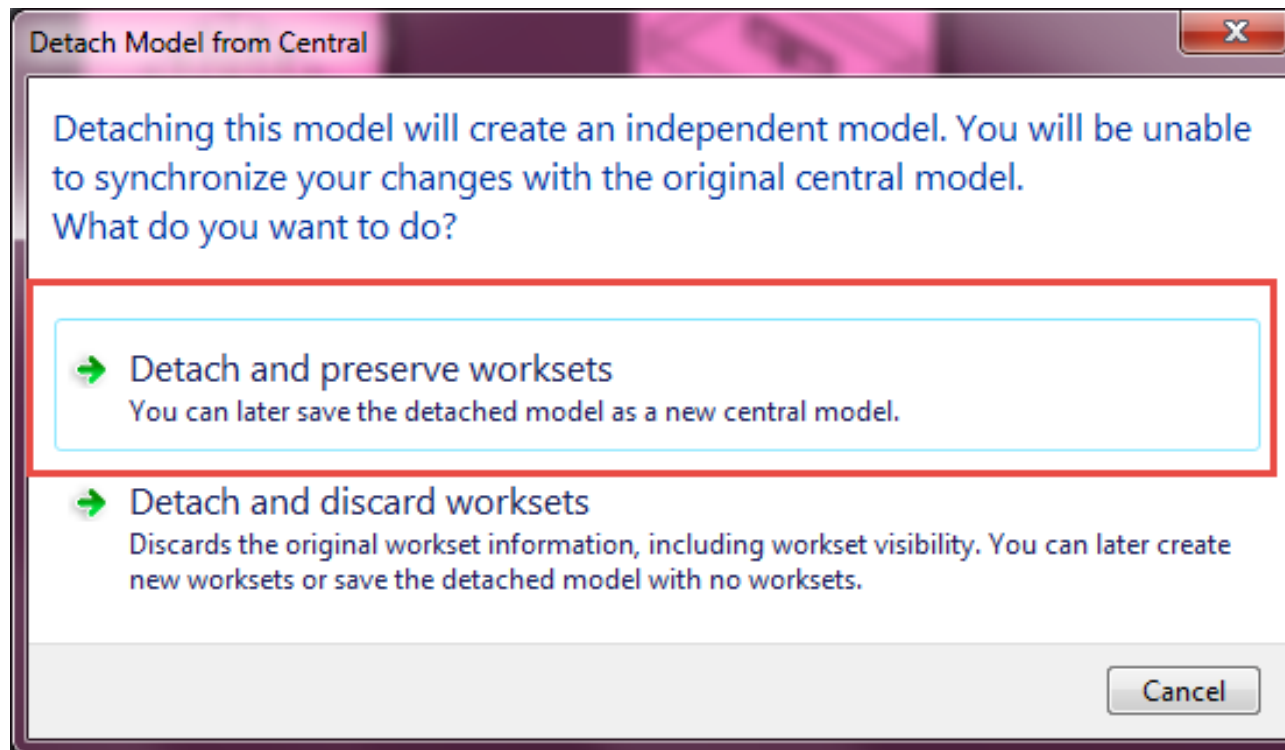 Detach Model from Central
Detaching this model will create an independent model. You will be unable
to synchronize your changes with the original central model.
What do you want to do?
Detach and preserve worksets
You can later save the detached model as a new central model.
Detach and discard worksets
Discards the original workset information, including workset visibility. You can later create
new worksets or save the detached model with no worksets.
Cancel